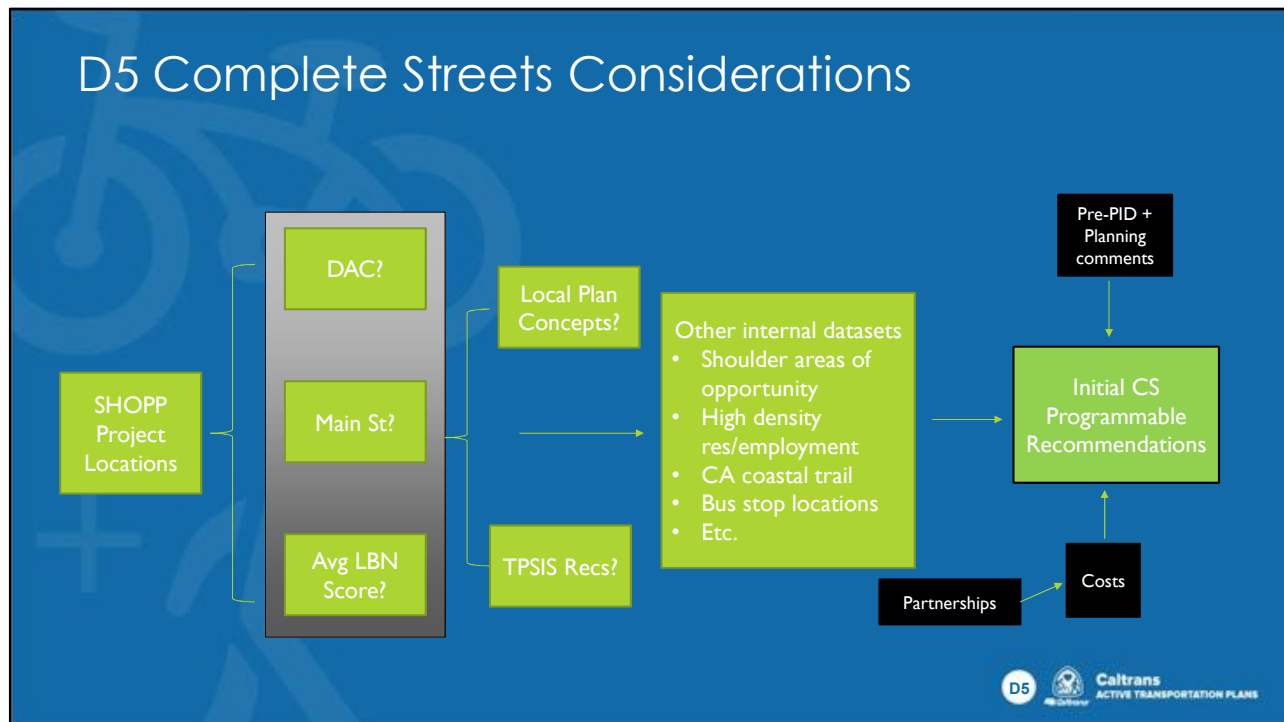 D5 Complete Streets Considerations
SHOPP
Project
Locations
DAC?
Main St?
Avg LBN
Score?
Local Plan
Concepts?
TPSIS Recs?
Other internal datasets
• Shoulder areas of
opportunity
• High density
res/employment
• CA coastal trail
• Bus stop locations
• Etc.
Pre-PID +
Planning
comments
Initial CS
Programmable
Recommendations
Partnerships
Costs
D5
Caltrans
ACTIVE TRANSPORTATION PLANS